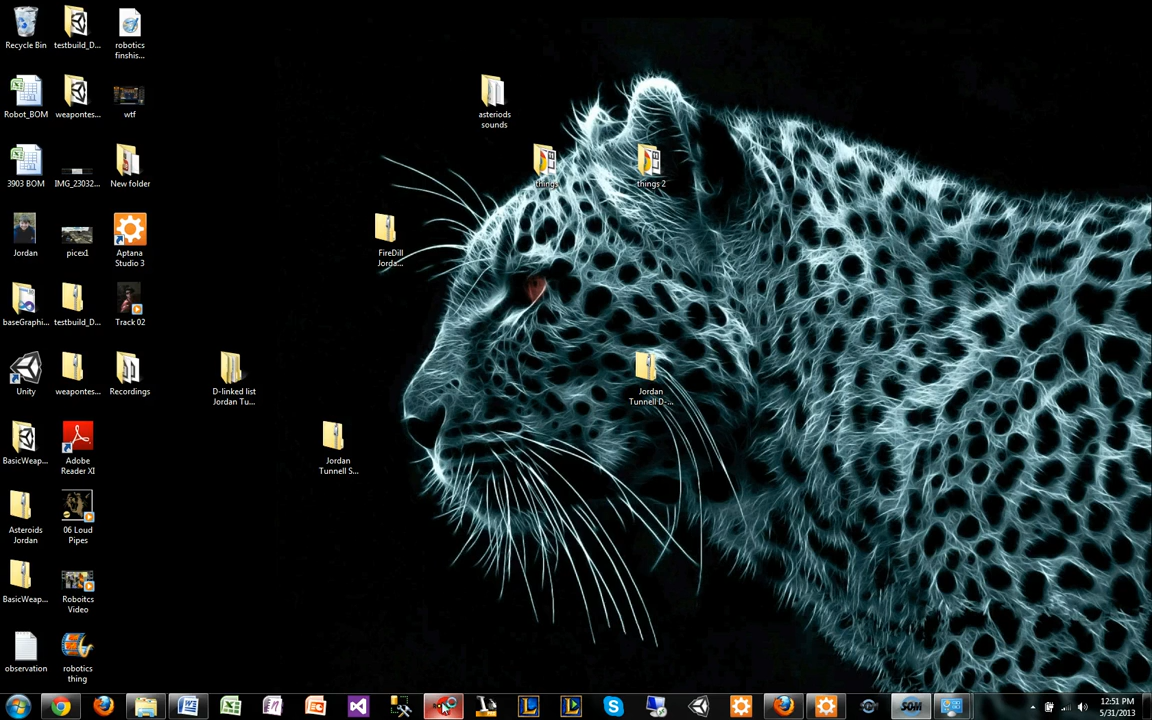 Recycle Bin
testbuild_D...
robotics
finshis...
Robot_BOM
weapontes...
wtf
asteriods
sounds
3903 BOM
IMG_23032...
New folder
things
things 2
Jordan
picex1
Aptana
Studio 3
FireDill
Jorda...
baseGraphi...
testbuild_D...
Track 02
Unity
weapontes...
Recordings
D-linked list
Jordan Tu...
Jordan
Tunnell D-...
BasicWeap...
Adobe
Reader XI
Jordan
Tunnell S...
Asteroids
Jordan
06 Loud
Pipes
BasicWeap...
Roboitcs
Video
observation
robotics
thing
SOM
12:51 PM
5/31/2013